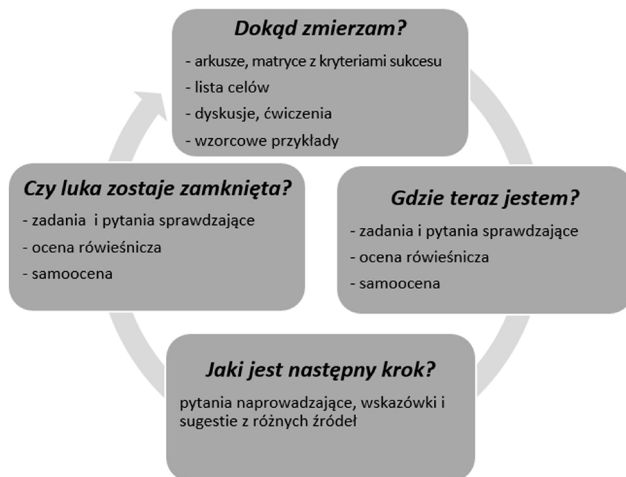 Dokąd zmierzam?
- arkusze, matryce z kryteriami sukcesu
- lista celów
- dyskusje, ćwiczenia
- wzorcowe przykłady
Gdzie teraz jestem?
- zadania i pytania sprawdzające
- ocena rówieśnicza
- samoocena
Jaki jest następny krok?
pytania naprowadzające, wskazówki i
sugestie z różnych źródeł
Czy luka zostaje zamknięta?
- zadania i pytania sprawdzające
- ocena rówieśnicza
- samoocena